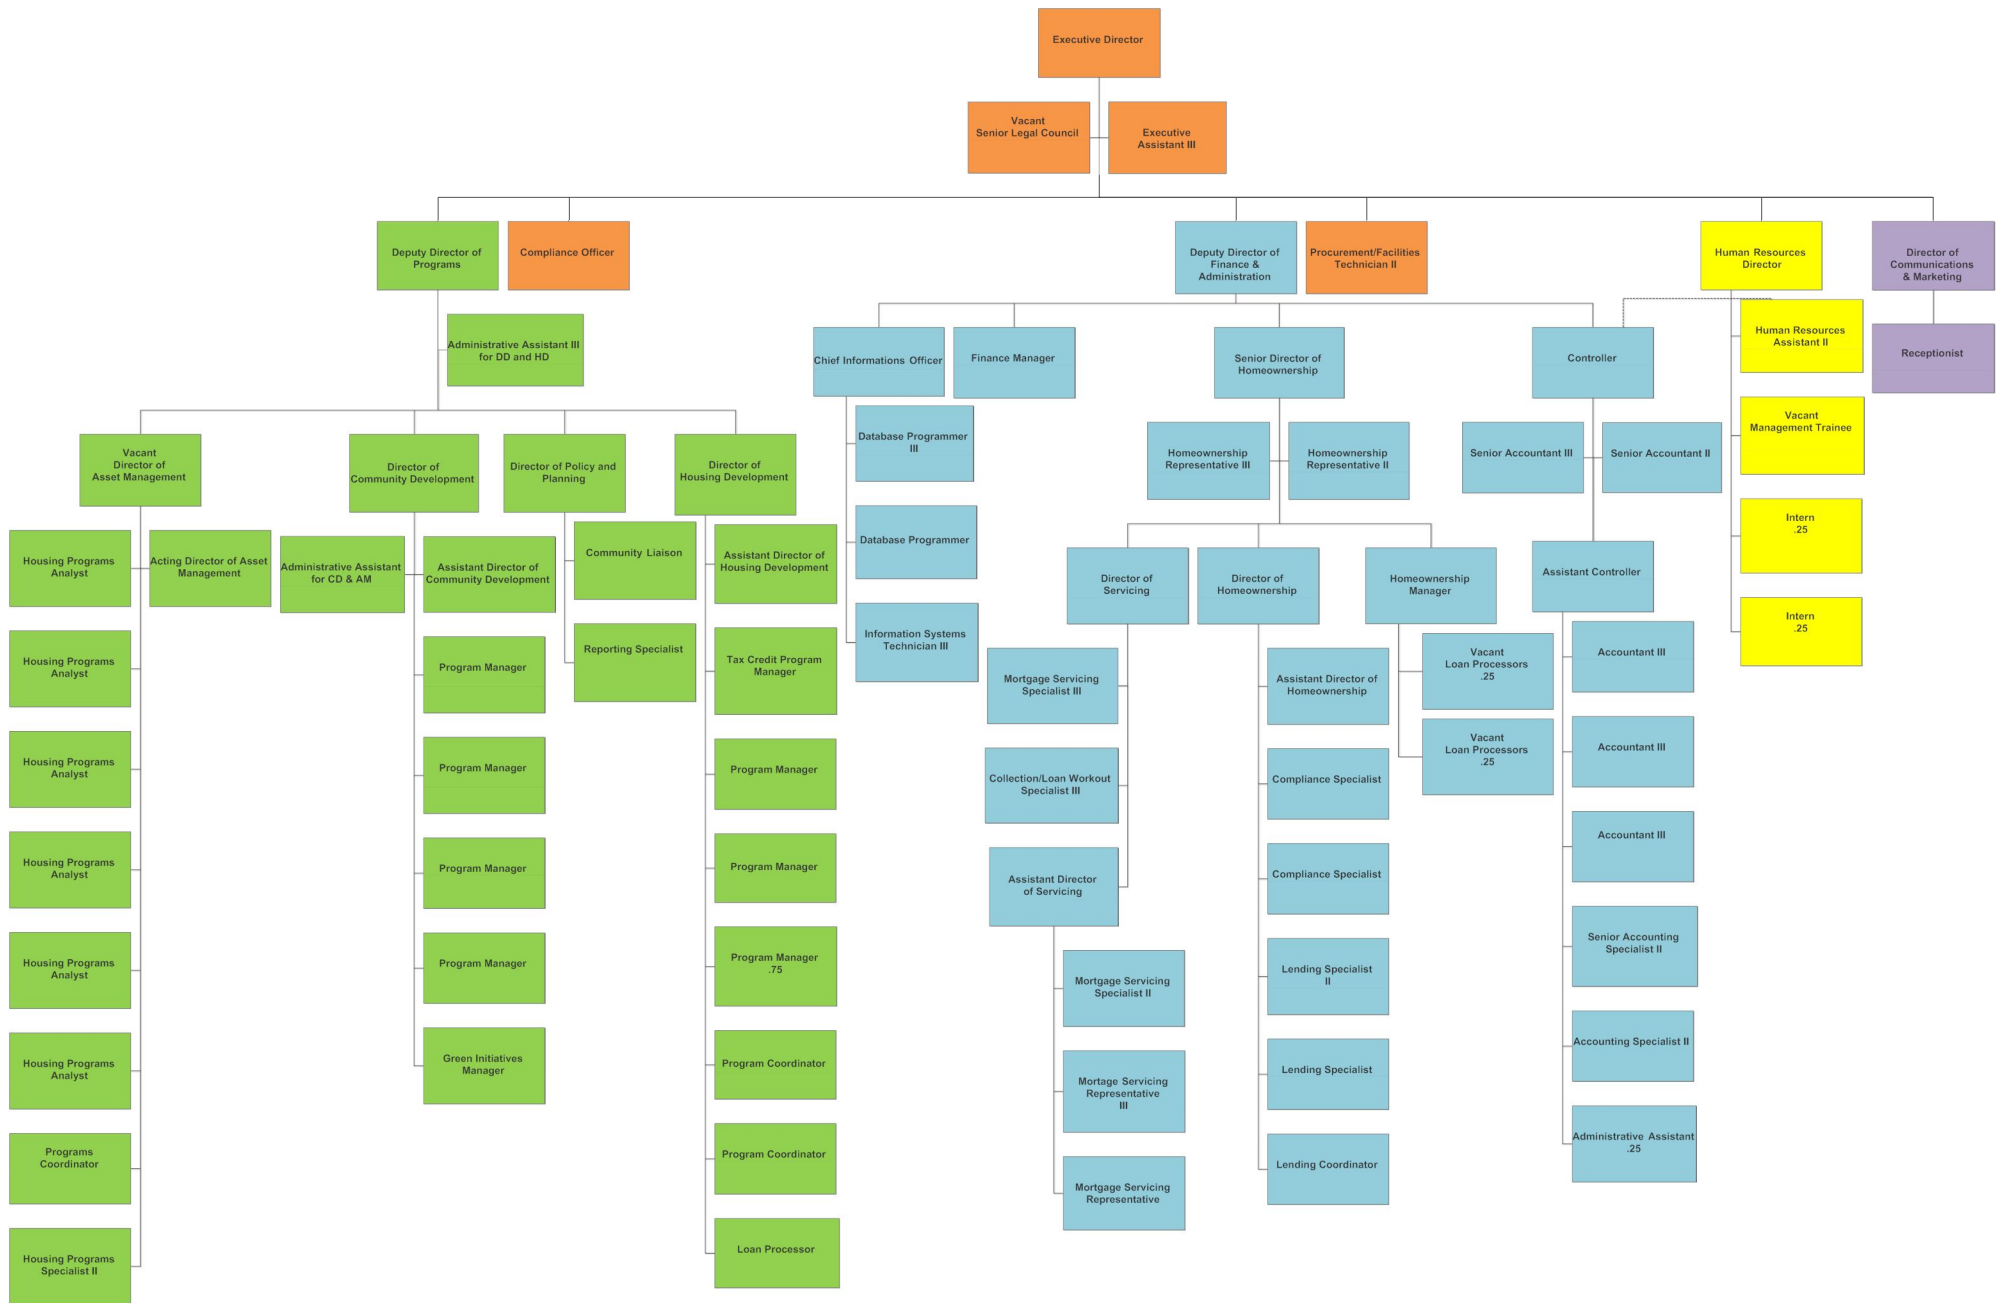 Executive Director
Vacant
Senior Legal Council
Executive
Assistant III
Deputy Director of
Programs
Compliance Officer
Deputy Director of
Finance &
Administration
Procurement/Facilities
Technician II
Human Resources
Director
Director of
Communications
& Marketing
Administrative Assistant III
for DD and HD
Chief Informations Officer
Finance Manager
Senior Director of
Homeownership
Controller
Human Resources
Assistant II
Receptionist
Vacant
Director of
Asset Management
Director of
Community Development
Director of Policy and
Planning
Director of
Housing Development
Database Programmer
III
Homeownership
Representative III
Homeownership
Representative II
Senior Accountant III
Senior Accountant II
Vacant
Management Trainee
Housing Programs
Analyst
Acting Director of Asset
Management
Administrative Assistant
for CD & AM
Assistant Director of
Community Development
Community Liaison
Assistant Director of
Housing Development
Database Programmer
Director of
Servicing
Director of
Homeownership
Homeownership
Manager
Assistant Controller
Intern
.25
Housing Programs
Analyst
Program Manager
Reporting Specialist
Tax Credit Program
Manager
Information Systems
Technician III
Mortgage Servicing
Specialist III
Assistant Director of
Homeownership
Vacant
Loan Processors
.25
Accountant III
Intern
.25
Housing Programs
Analyst
Program Manager
Program Manager
Collection/Loan Workout
Specialist III
Compliance Specialist
Vacant
Loan Processors
.25
Accountant III
Housing Programs
Analyst
Program Manager
Program Manager
Assistant Director
of Servicing
Compliance Specialist
Accountant III
Housing Programs
Analyst
Program Manager
Program Manager
.75
Mortgage Servicing
Specialist II
Lending Specialist
II
Senior Accounting
Specialist II
Housing Programs
Analyst
Green Initiatives
Manager
Program Coordinator
Mortage Servicing
Representative
III
Lending Specialist
Accounting Specialist II
Programs
Coordinator
Program Coordinator
Mortgage Servicing
Representative
Lending Coordinator
Administrative Assistant
.25
Housing Programs
Specialist II
Loan Processor